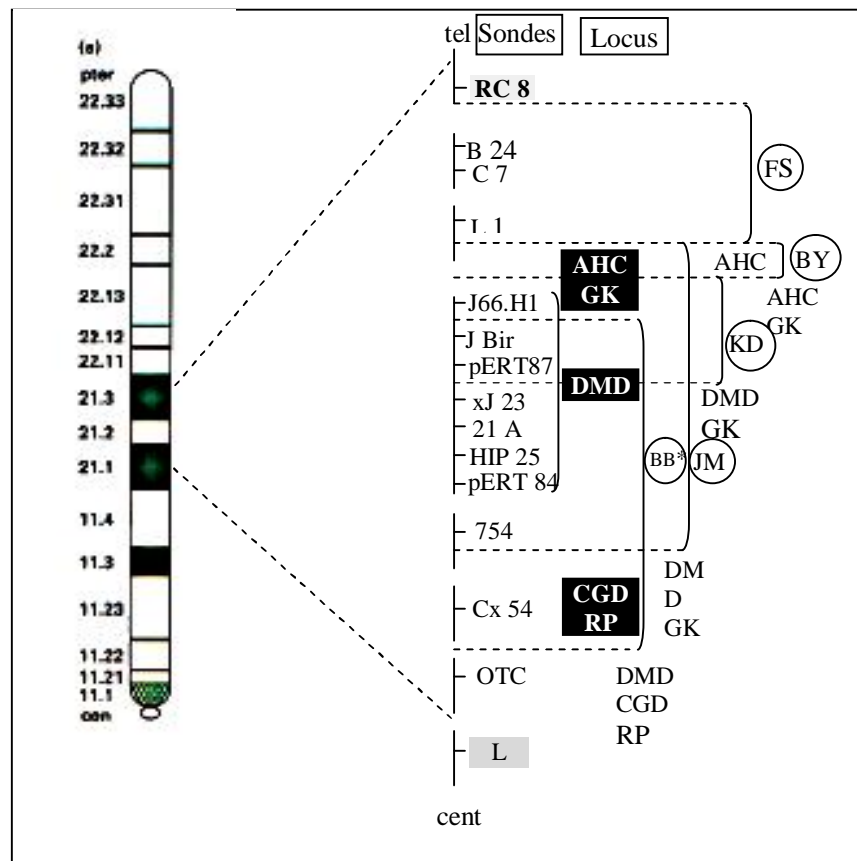 (a)
pter
22.33
22.32
22.31
22.2
22.13
22.12
22.11
21.3
21.2
21.1
11.4
11.3
11.23
11.22
11.21
11.1
cen
tel Sondes Locus
RC 8
B 24
C 7
L 1
J66.H1
J Bir
pERT87
xJ 23
21 A
HIP 25
pERT 84
754
Cx 54
OTC
L
cent
AHC
GK
DMD
CGD
RP
FS
AHC
BY
AHC
GK
KD
DMD
GK
BB*
JM
DM
D
GK
DMD
CGD
RP